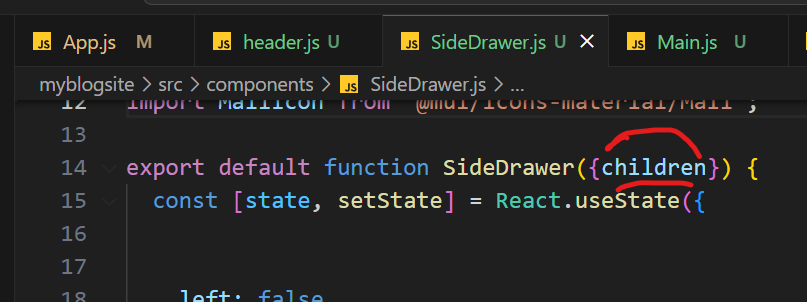 JS App.js M JS header.js U JS SideDrawer.js U × JS Main.js U
myblogsite > src > components > JS SideDrawer.js > ...
12 import MailIcon from '@mui/icons-material/Mail';
13
14 export default function SideDrawer({children}) {
15 const [state, setState] = React.useState({
16
17
18 left: false